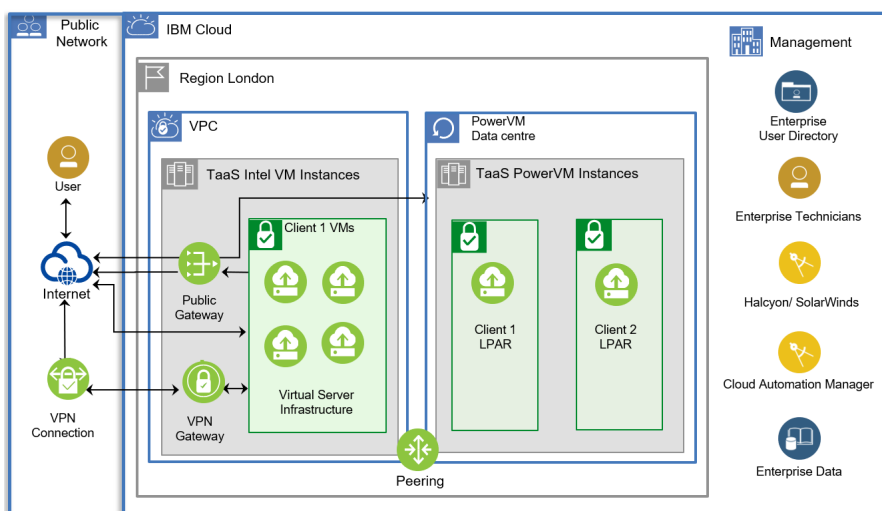 Public
Network
IBM Cloud
Management
Region London
Enterprise
User Directory
VPC
PowerVM
Data centre
TaaS Intel VM Instances
TaaS PowerVM Instances
User
Enterprise Technicians
Client 1 VMs
Internet
Public
Gateway
Halcyon/ SolarWinds
Client 1
LPAR
Client 2
LPAR
Cloud Automation Manager
Virtual Server
Infrastructure
VPN
Connection
VPN
Gateway
Enterprise Data
Peering